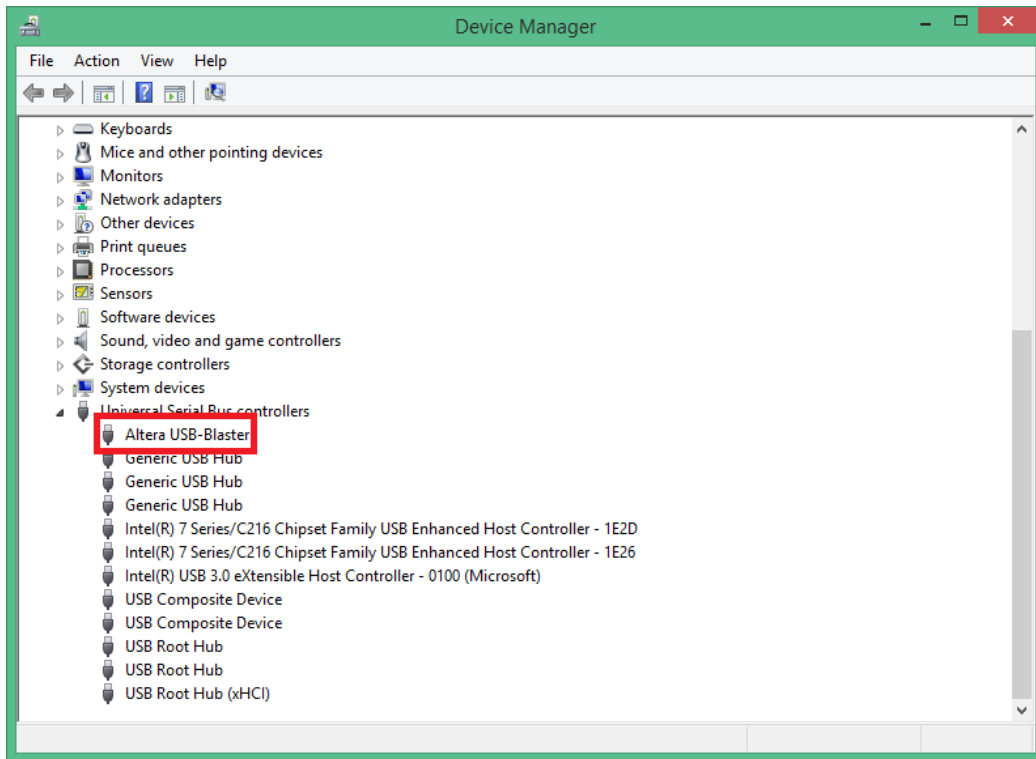 Device Manager
File Action View Help
Keyboards
Mice and other pointing devices
Monitors
Network adapters
Other devices
Print queues
Processors
Sensors
Software devices
Sound, video and game controllers
Storage controllers
System devices
Universal Serial Bus controllers
Altera USB-Blaster
Generic USB Hub
Generic USB Hub
Generic USB Hub
Intel(R) 7 Series/C216 Chipset Family USB Enhanced Host Controller - 1E2D
Intel(R) 7 Series/C216 Chipset Family USB Enhanced Host Controller - 1E26
Intel(R) USB 3.0 eXtensible Host Controller - 0100 (Microsoft)
USB Composite Device
USB Composite Device
USB Root Hub
USB Root Hub
USB Root Hub (xHCI)